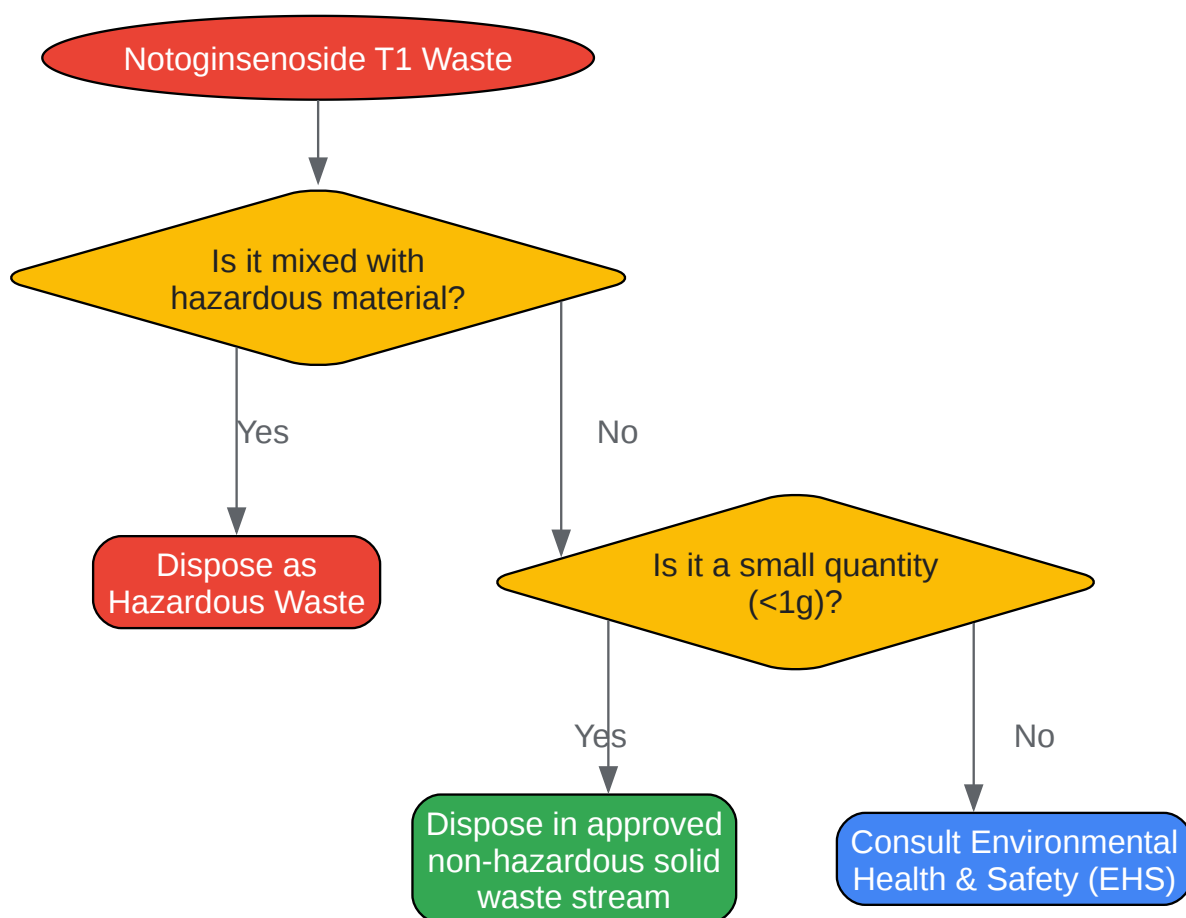 Notoginsenoside T1 Waste
Is it mixed with
hazardous material?
Yes
No
Dispose as
Hazardous Waste
Is it a small quantity
(<1g)?
Yes
No
Dispose in approved
non-hazardous solid
waste stream
Consult Environmental
Health & Safety (EHS)